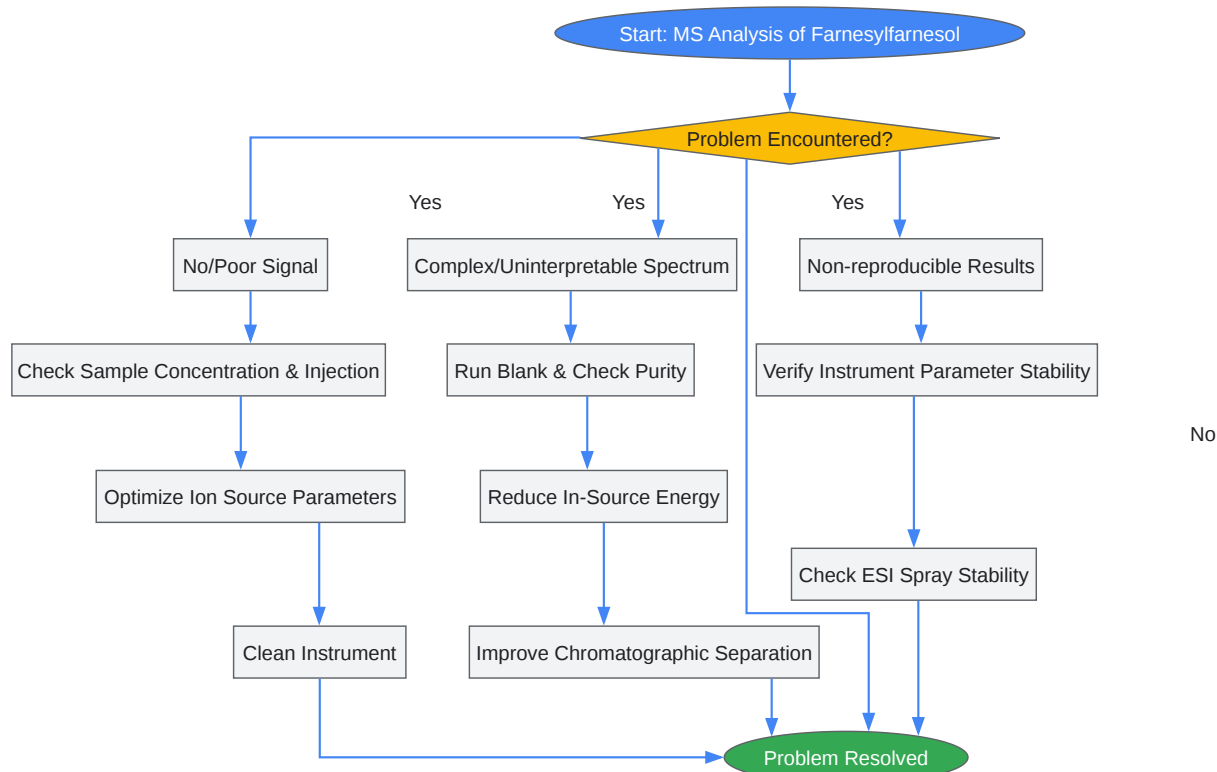 Start: MS Analysis of Farnesylfarnesol
Problem Encountered?
Yes
Yes
Yes
No/Poor Signal
Complex/Uninterpretable Spectrum
Non-reproducible Results
Check Sample Concentration & Injection
Run Blank & Check Purity
Verify Instrument Parameter Stability
No
Optimize Ion Source Parameters
Reduce In-Source Energy
Check ESI Spray Stability
Clean Instrument
Improve Chromatographic Separation
Problem Resolved